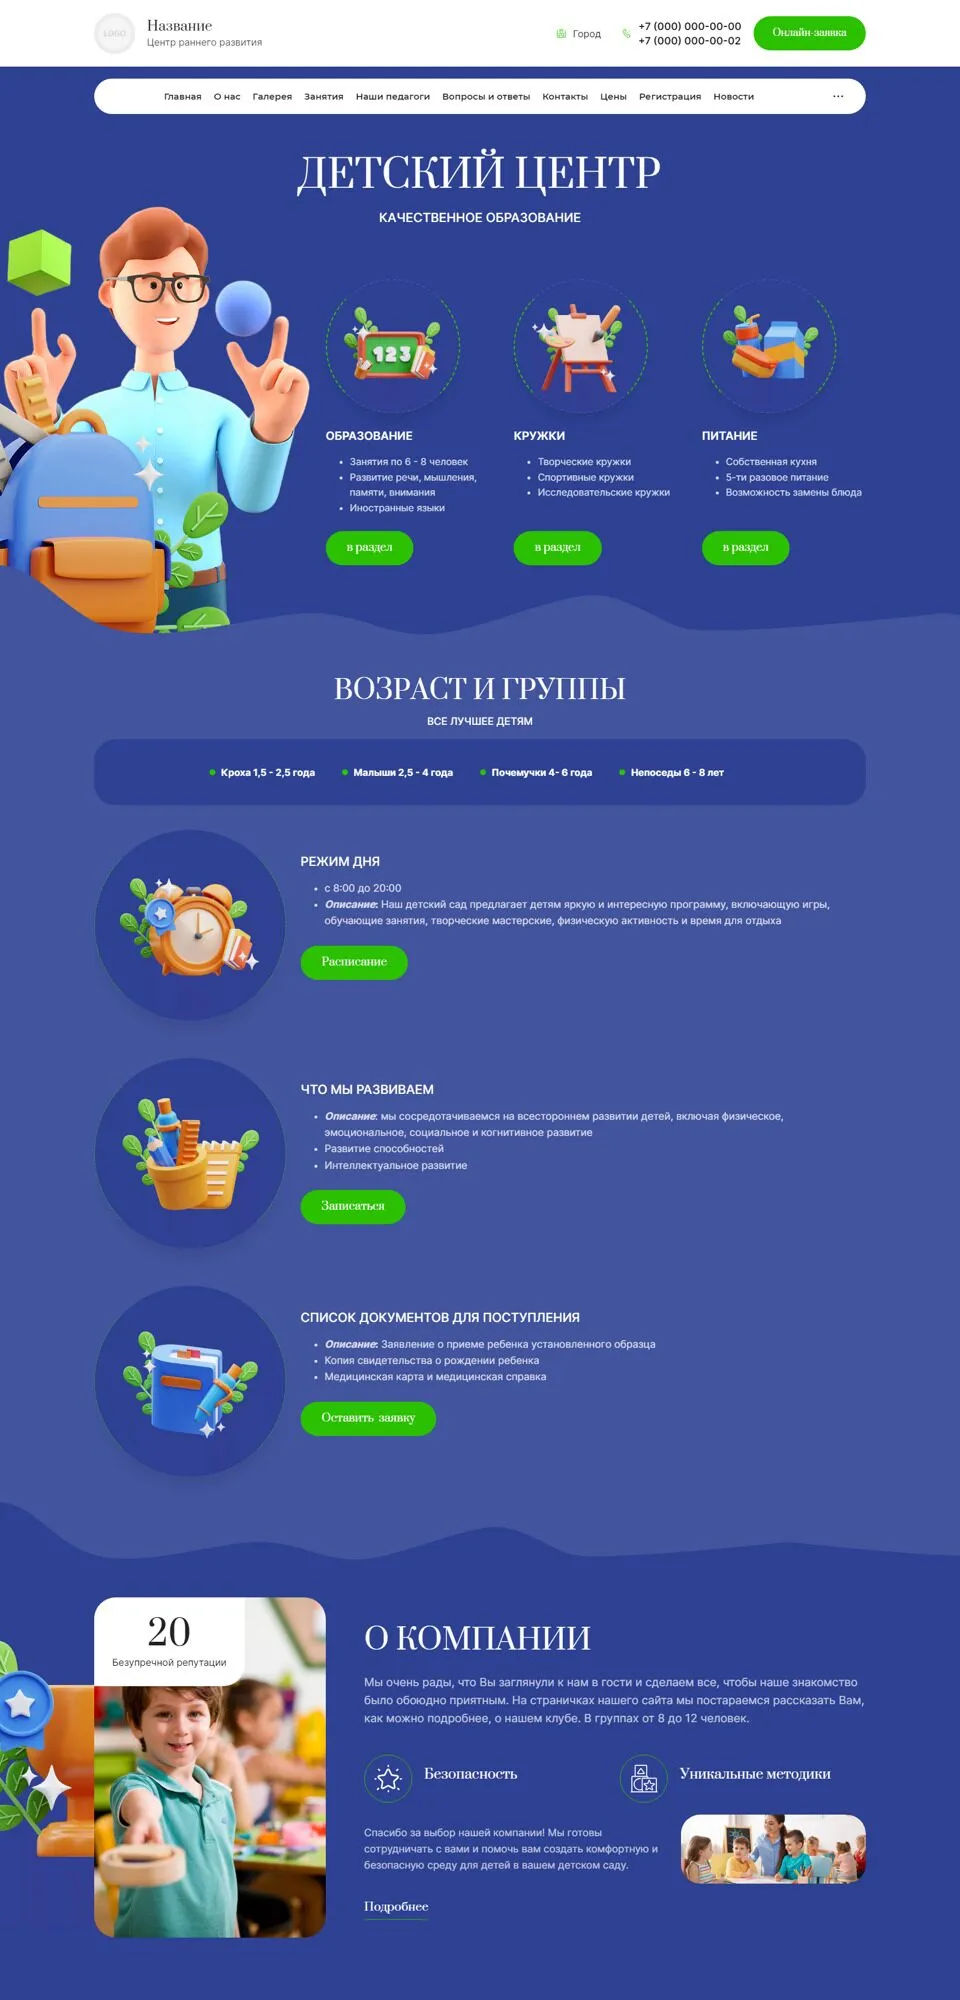 LOGO
Название
Центр раннего развития
Город
+7 (000) 000-00-00
+7 (000) 000-00-02
Онлайн-заявка
Главная О нас Галерея Занятия Наши педагоги Вопросы и ответы Контакты Цены Регистрация Новости ...
ДЕТСКИЙ ЦЕНТР
КАЧЕСТВЕННОЕ ОБРАЗОВАНИЕ
123
ОБРАЗОВАНИЕ
• Занятия по 6 - 8 человек
• Развитие речи, мышления,
памяти, внимания
• Иностранные языки
в раздел
КРУЖКИ
• Творческие кружки
• Спортивные кружки
• Исследовательские кружки
в раздел
ПИТАНИЕ
• Собственная кухня
• 5-ти разовое питание
• Возможность замены блюда
в раздел
ВОЗРАСТ И ГРУППЫ
ВСЕ ЛУЧШЕЕ ДЕТЯМ
Кроха 1,5 - 2,5 года Малыши 2,5 - 4 года Почемучки 4- 6 года Непоседы 6 - 8 лет
РЕЖИМ ДНЯ
• с 8:00 до 20:00
• Описание: Наш детский сад предлагает детям яркую и интересную программу, включающую игры,
обучающие занятия, творческие мастерские, физическую активность и время для отдыха
Расписание
ЧТО МЫ РАЗВИВАЕМ
• Описание: мы сосредотачиваемся на всестороннем развитии детей, включая физическое,
эмоциональное, социальное и когнитивное развитие
• Развитие способностей
• Интеллектуальное развитие
Записаться
СПИСОК ДОКУМЕНТОВ ДЛЯ ПОСТУПЛЕНИЯ
• Описание: Заявление о приеме ребенка установленного образца
• Копия свидетельства о рождении ребенка
• Медицинская карта и медицинская справка
Оставить заявку
20
Безупречной репутации
О КОМПАНИИ
Мы очень рады, что Вы заглянули к нам в гости и сделаем все, чтобы наше знакомство
было обоюдно приятным. На страничках нашего сайта мы постараемся рассказать Вам,
как можно подробнее, о нашем клубе. В группах от 8 до 12 человек.
Безопасность
Уникальные методики
Спасибо за выбор нашей компании! Мы готовы
сотрудничать с вами и помочь вам создать комфортную и
безопасную среду для детей в вашем детском саду.
Подробнее